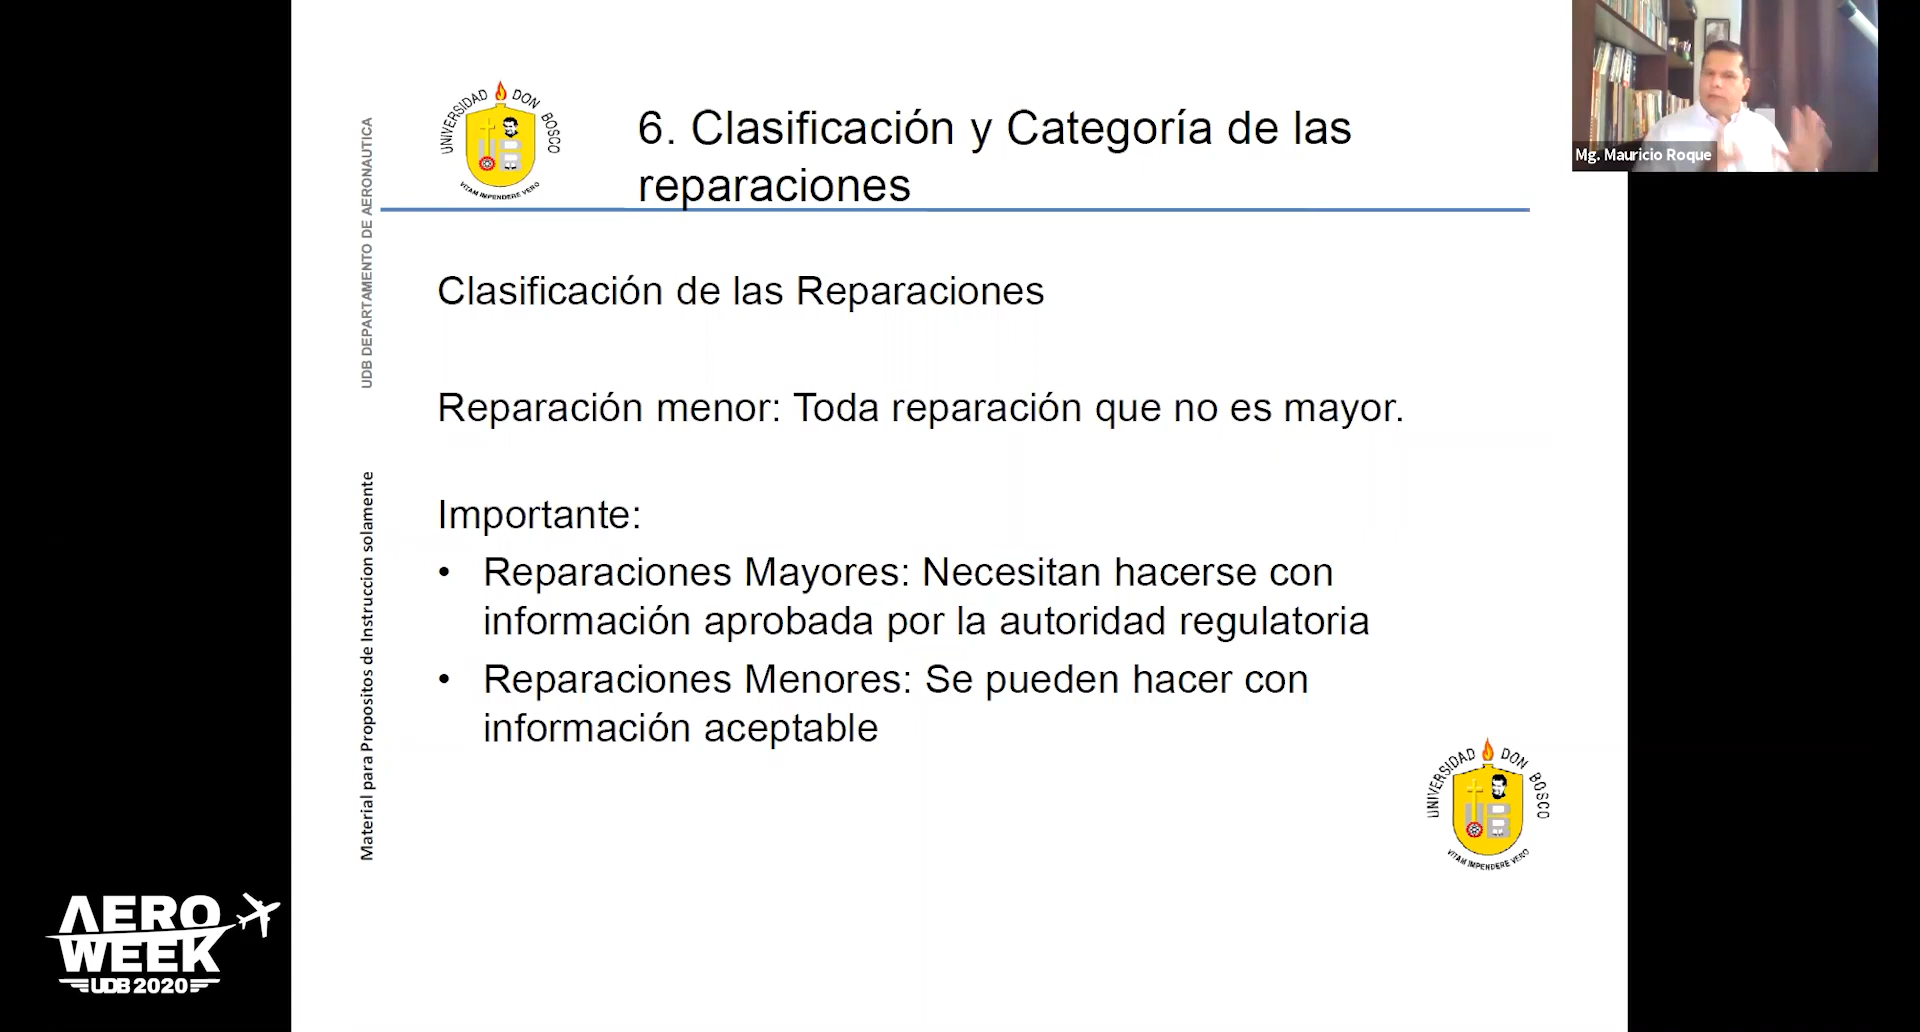 6. Clasificación y Categoría de las
reparaciones
Clasificación de las Reparaciones
Reparación menor: Toda reparación que no es mayor.
Importante:
• Reparaciones Mayores: Necesitan hacerse con
información aprobada por la autoridad regulatoria
• Reparaciones Menores: Se pueden hacer con
información aceptable
UDB DEPARTAMENTO DE AERONAUTICA
Material para Propositos de Instruccion solamente
UNIVERSIDAD DON BOSCO
UDB
VITAM IMPENDERE VERO
UNIVERSIDAD DON BOSCO
UDB
VITAM IMPENDERE VERO
Mg. Mauricio Roque
AERO
WEEK
UDB 2020